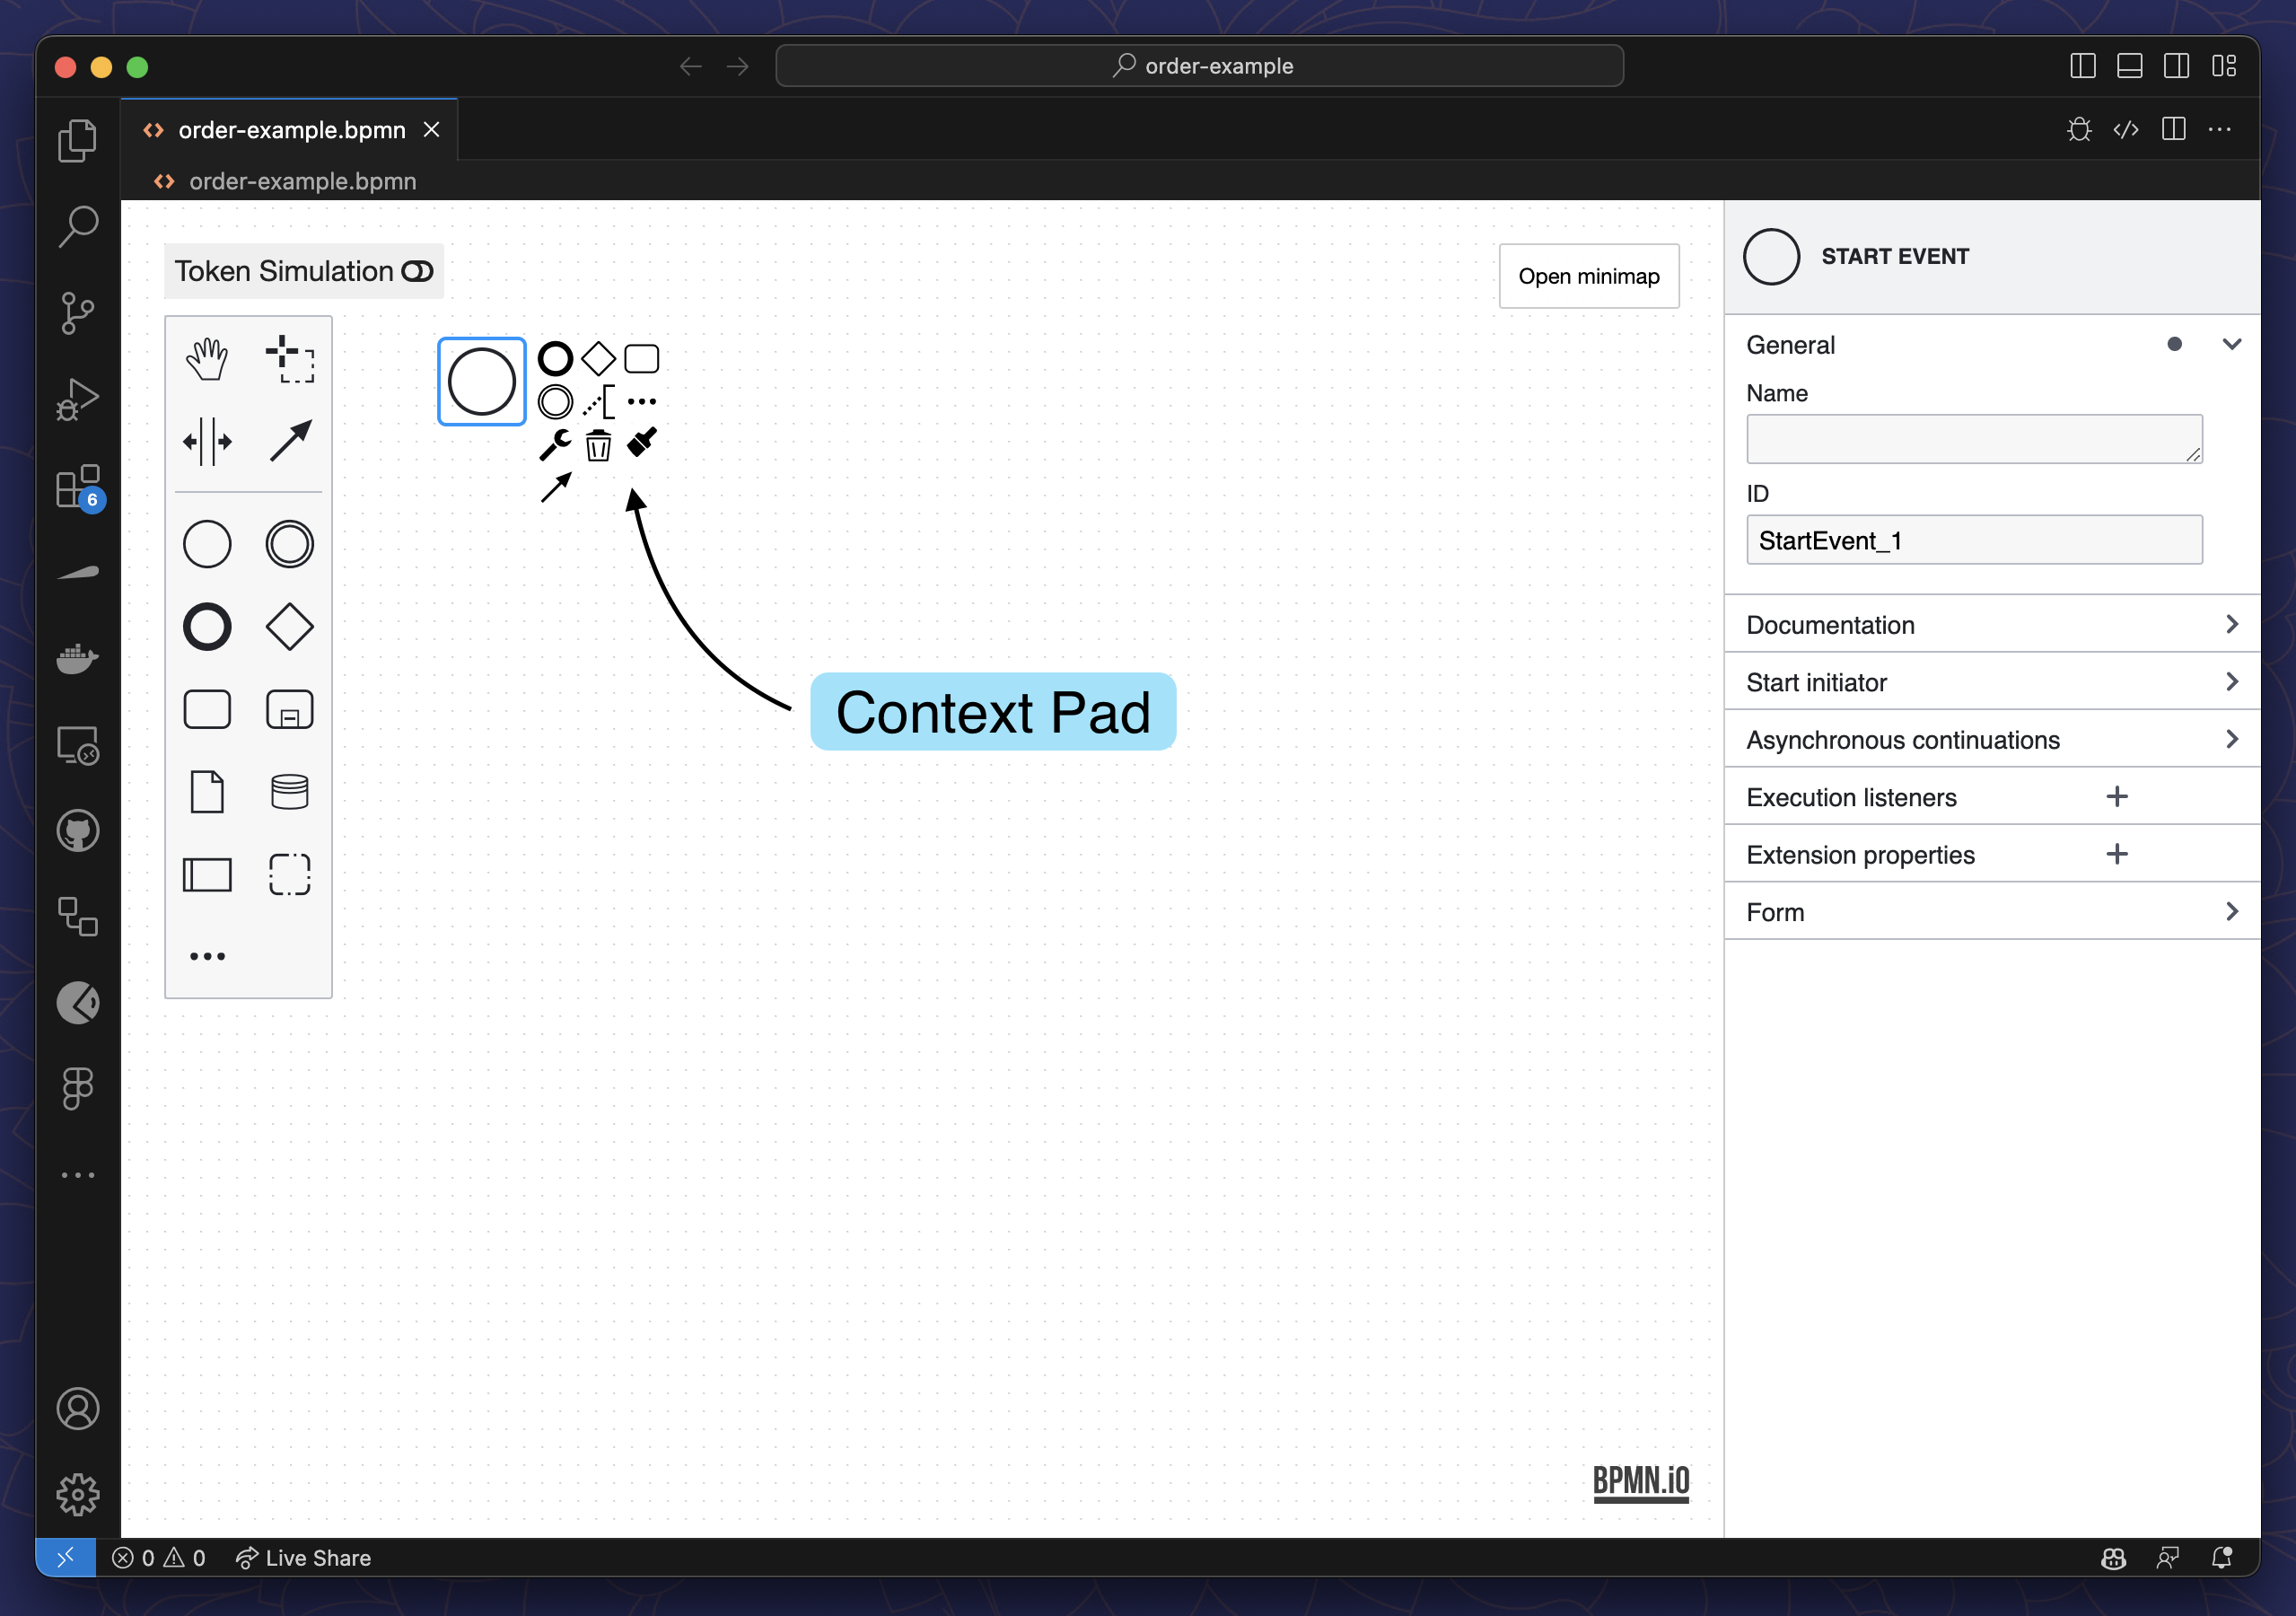 order-example
order-example.bpmn
order-example.bpmn
Token Simulation
Open minimap
START EVENT
General
Name
ID
StartEvent_1
6
Context Pad
Documentation
Start initiator
Asynchronous continuations
Execution listeners
Extension properties
Form
BPMN.iO
0 0 Live Share